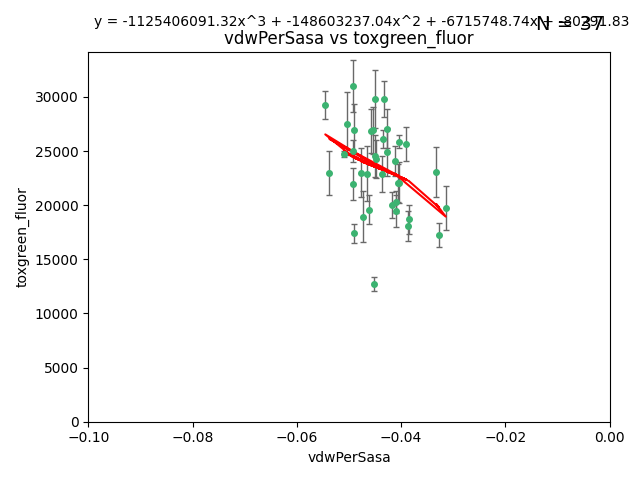 y = -1125406091.32x^3 + -148603237.04x^2 + -6715748.74x +
N = 37
vdwPerSasa vs toxgreen_fluor
30000
25000
20000
15000
10000
5000
0
toxgreen_fluor
−0.10 −0.08 −0.06 −0.04 −0.02 0.00
vdwPerSasa